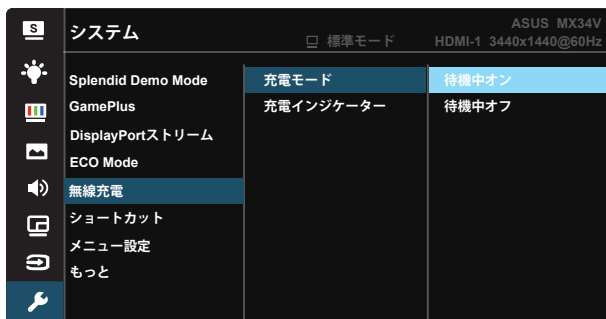 S
システム
標準モード
ASUS MX34V
HDMI-1 3440x1440@60Hz
Splendid Demo Mode
GamePlus
DisplayPortストリーム
ECO Mode
無線充電
ショートカット
メニュー設定
もっと
充電モード
充電インジケーター
待機中オン
待機中オフ